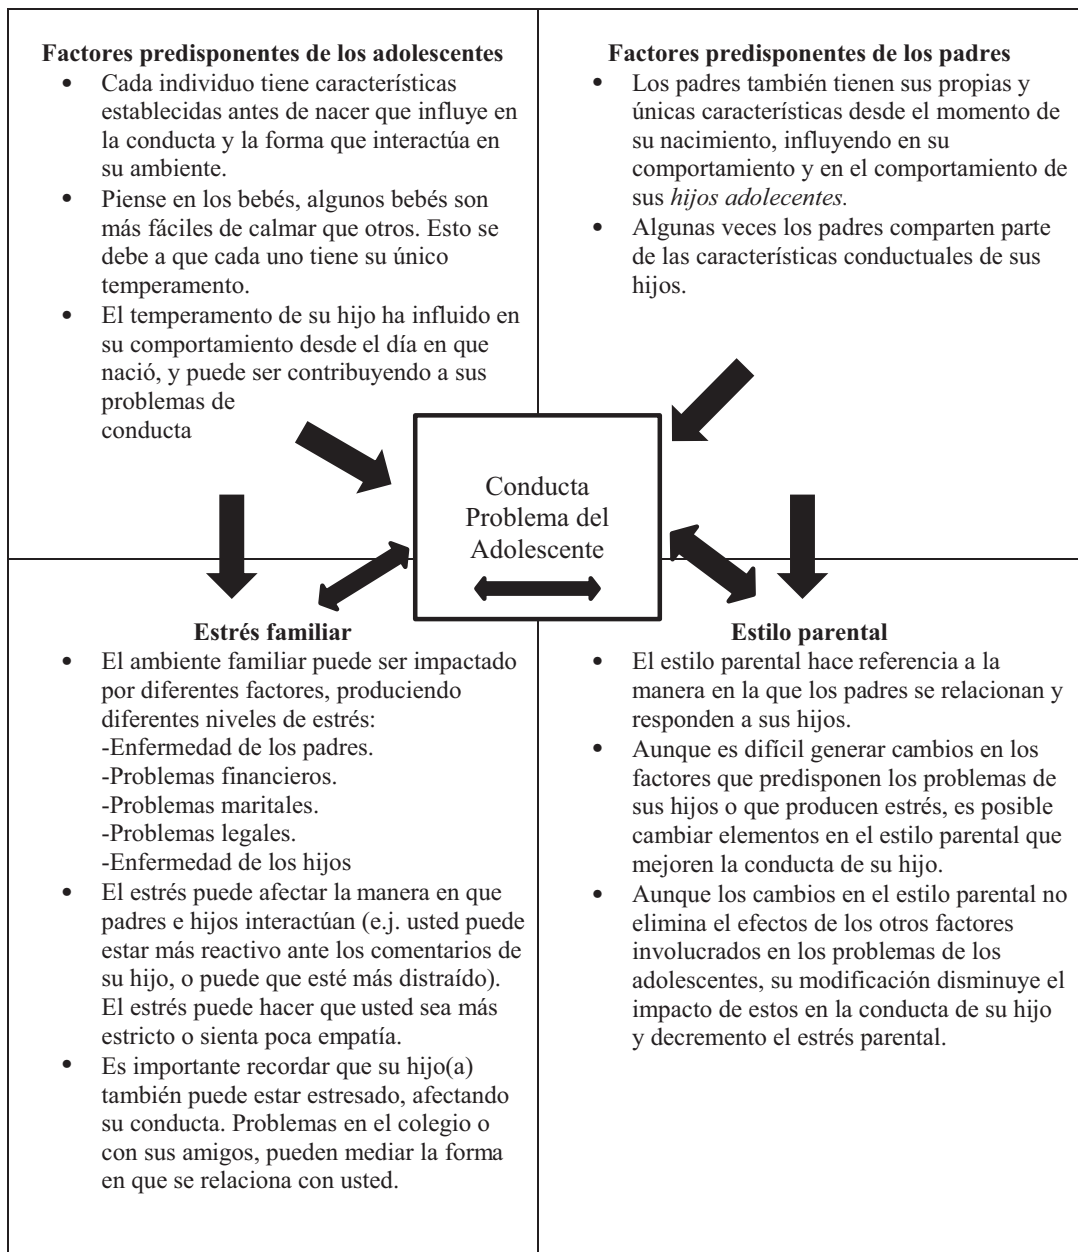 Factores predisponentes de los adolescentes
• Cada individuo tiene características
establecidas antes de nacer que influye en
la conducta y la forma que interactúa en
su ambiente.
• Piense en los bebés, algunos bebés son
más fáciles de calmar que otros. Esto se
debe a que cada uno tiene su único
temperamento.
• El temperamento de su hijo ha influido en
su comportamiento desde el día en que
nació, y puede ser contribuyendo a sus
problemas de
conducta
Factores predisponentes de los padres
• Los padres también tienen sus propias y
únicas características desde el momento de
su nacimiento, influyendo en su
comportamiento y en el comportamiento de
sus hijos adolecentes.
• Algunas veces los padres comparten parte
de las características conductuales de sus
hijos.
Conducta
Problema del
Adolescente
Estrés familiar
• El ambiente familiar puede ser impactado
por diferentes factores, produciendo
diferentes niveles de estrés:
-Enfermedad de los padres.
-Problemas financieros.
-Problemas maritales.
-Problemas legales.
-Enfermedad de los hijos
• El estrés puede afectar la manera en que
padres e hijos interactúan (e.j. usted puede
estar más reactivo ante los comentarios de
su hijo, o puede que esté más distraído).
El estrés puede hacer que usted sea más
estricto o sienta poca empatía.
• Es importante recordar que su hijo(a)
también puede estar estresado, afectando
su conducta. Problemas en el colegio o
con sus amigos, pueden mediar la forma
en que se relaciona con usted.
Estilo parental
• El estilo parental hace referencia a la
manera en la que los padres se relacionan y
responden a sus hijos.
• Aunque es difícil generar cambios en los
factores que predisponen los problemas de
sus hijos o que producen estrés, es posible
cambiar elementos en el estilo parental que
mejoren la conducta de su hijo.
• Aunque los cambios en el estilo parental no
elimina el efectos de los otros factores
involucrados en los problemas de los
adolescentes, su modificación disminuye el
impacto de estos en la conducta de su hijo
y decremento el estrés parental.